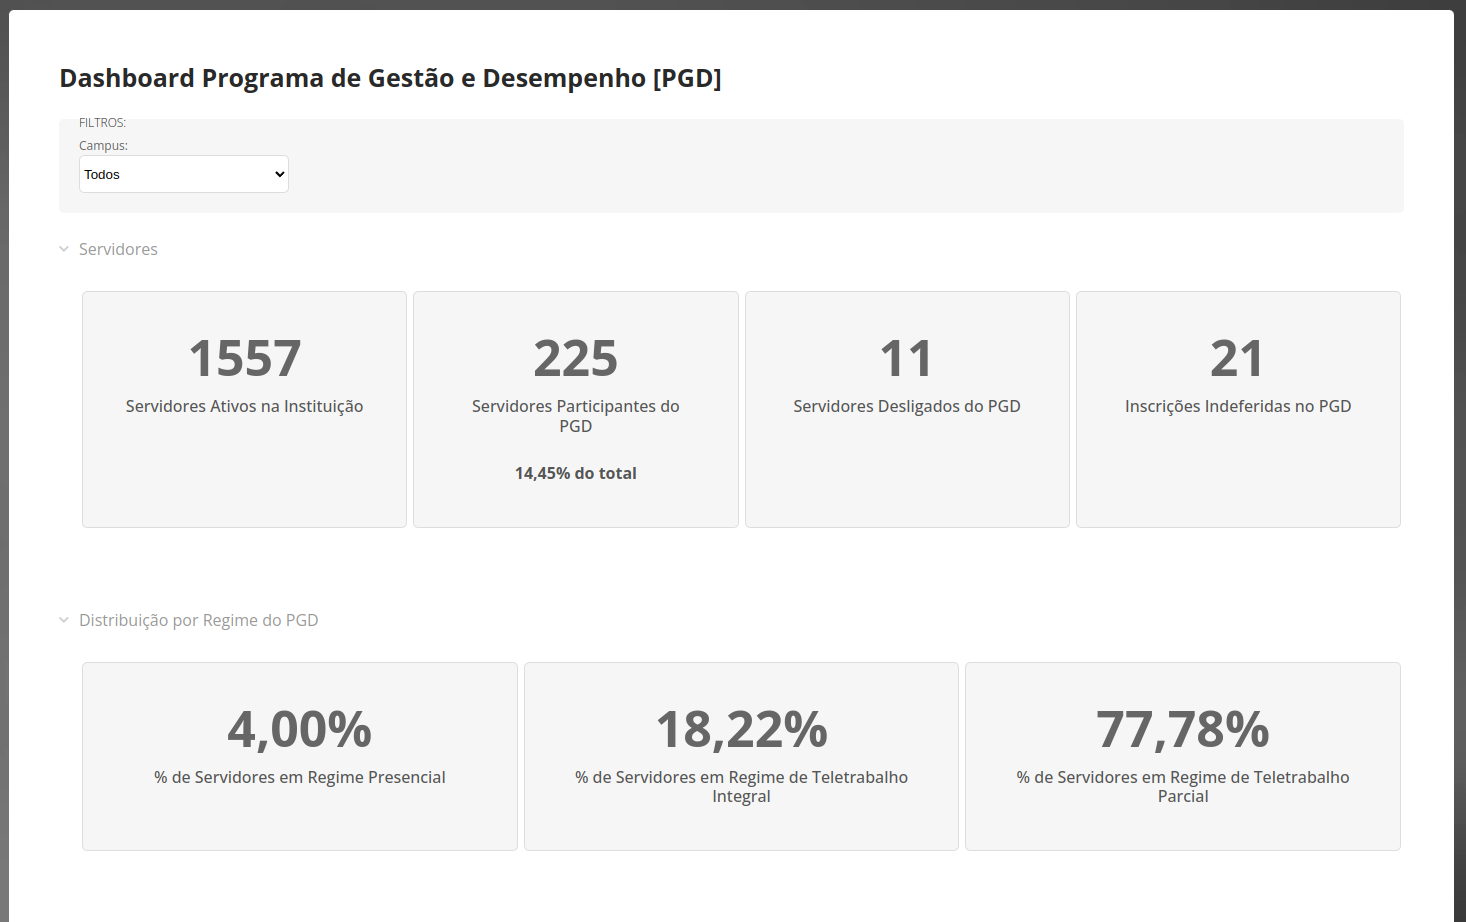 Dashboard Programa de Gestão e Desempenho [PGD]
FILTROS:
Campus:
Todos
Servidores
1557
Servidores Ativos na Instituição
225
Servidores Participantes do
PGD
14,45% do total
11
Servidores Desligados do PGD
21
Inscrições Indeferidas no PGD
Distribuição por Regime do PGD
4,00%
% de Servidores em Regime Presencial
18,22%
% de Servidores em Regime de Teletrabalho
Integral
77,78%
% de Servidores em Regime de Teletrabalho
Parcial